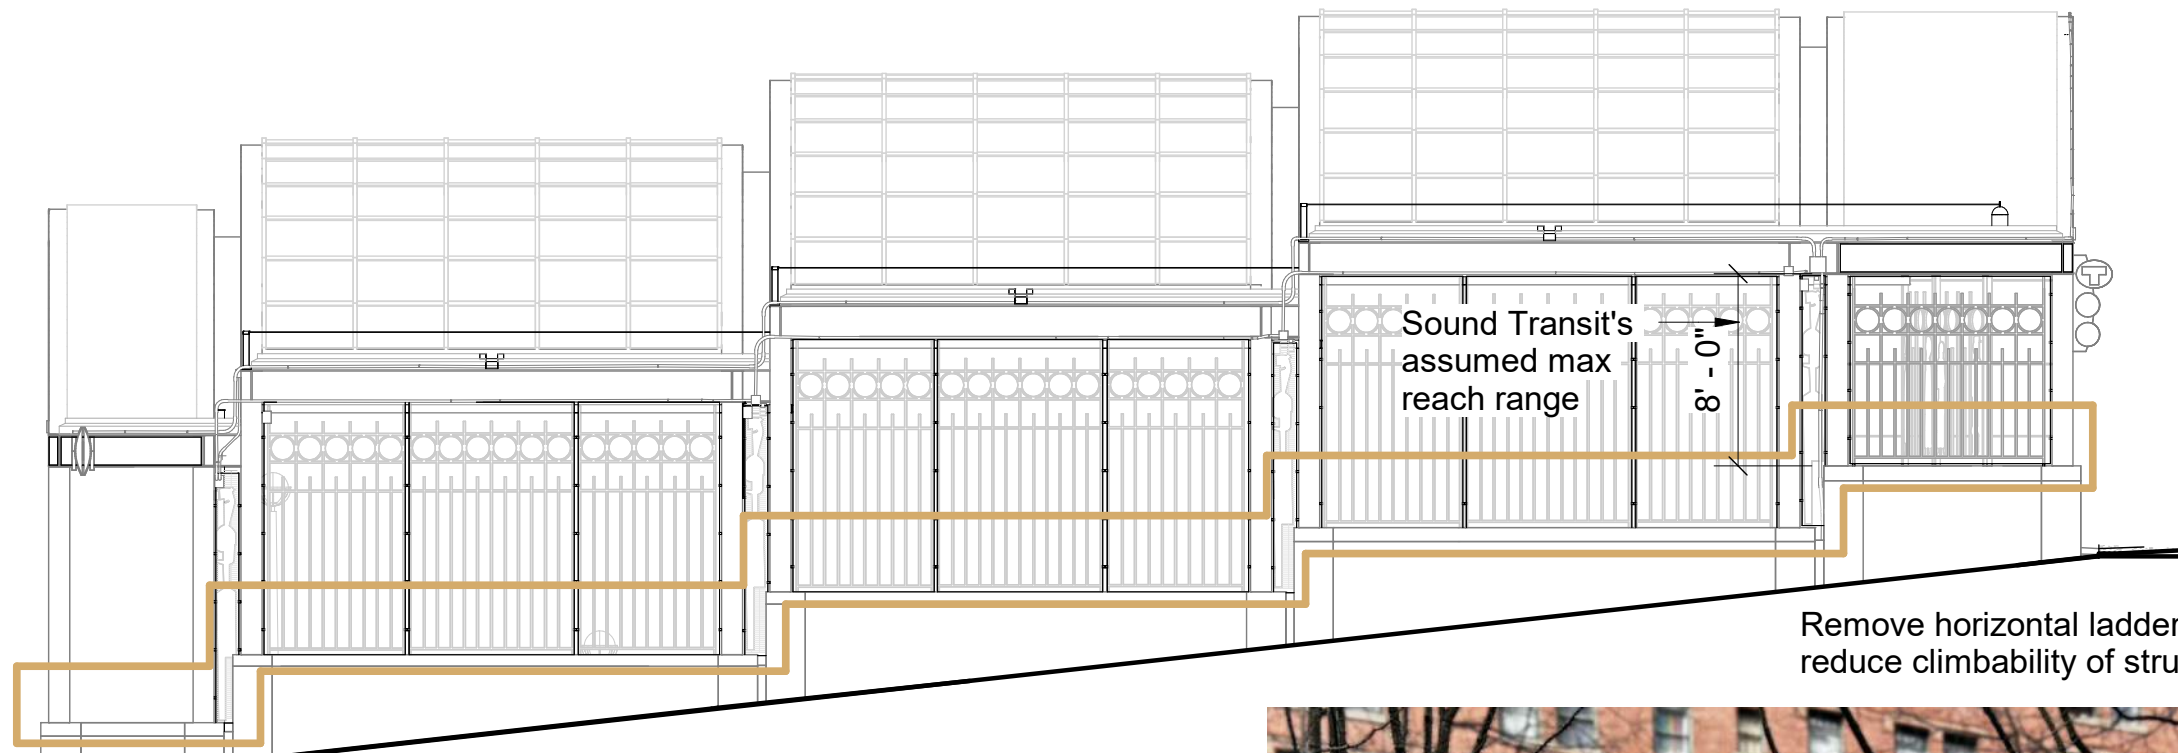 Sound Transit's
assumed max
reach range
8' - 0"
T
Remove horizontal ladder
reduce climbability of stru